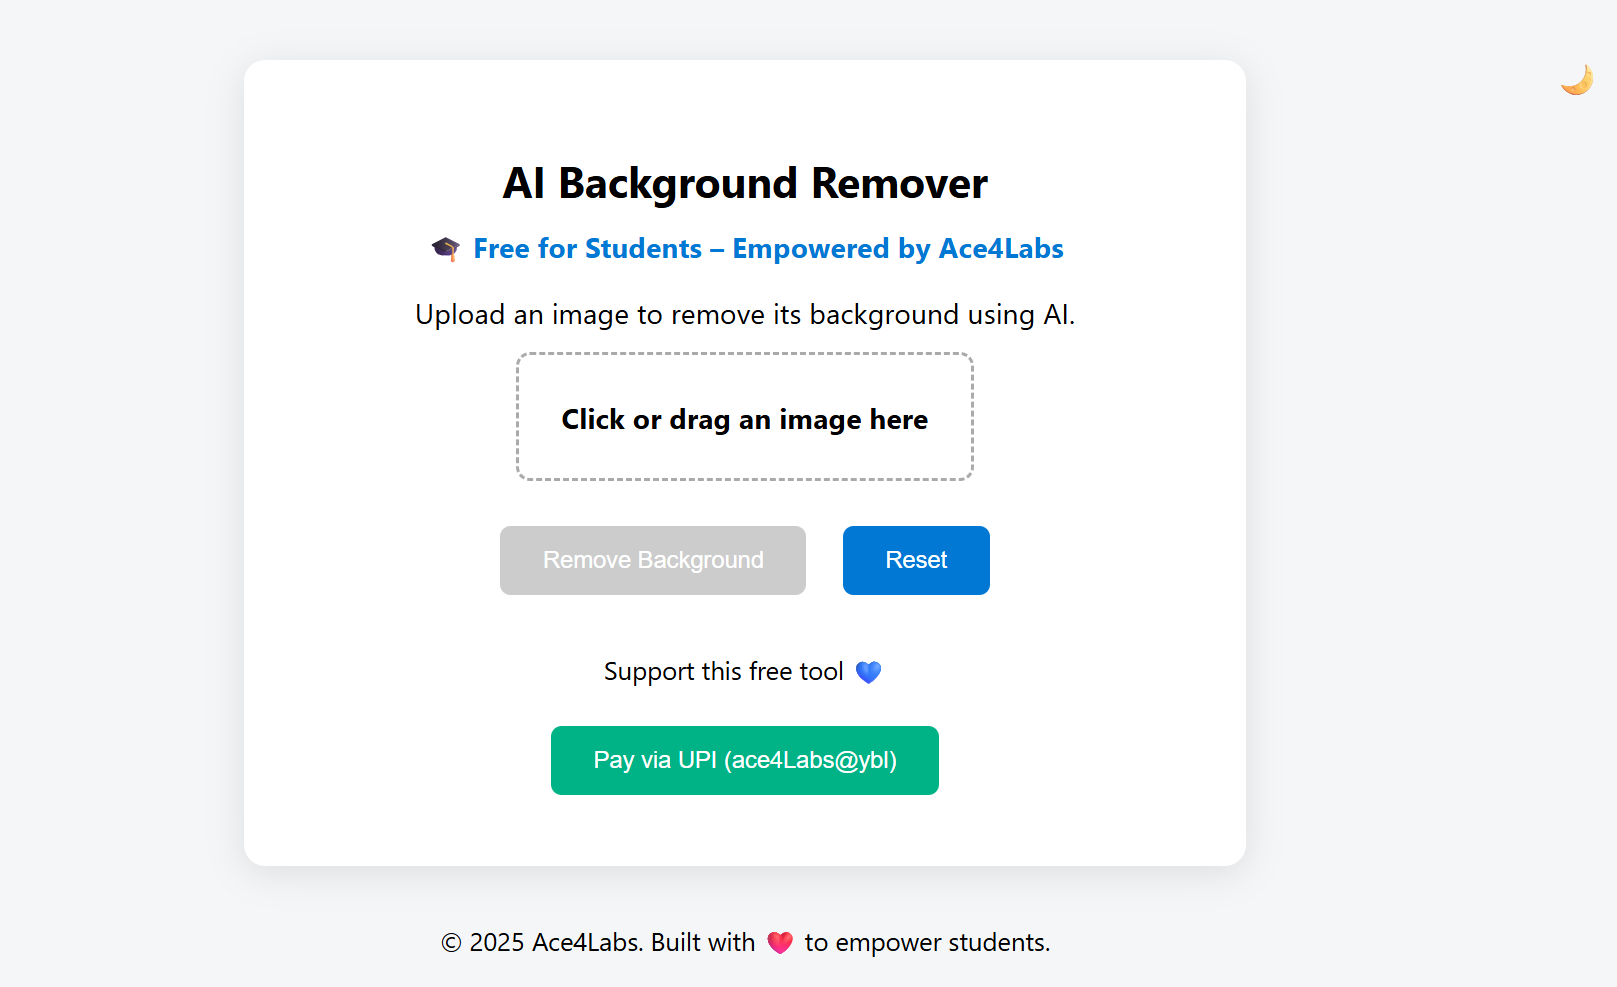 AI Background Remover
🎓 Free for Students – Empowered by Ace4Labs
Upload an image to remove its background using AI.
Click or drag an image here
Remove Background
Reset
Support this free tool 💙
Pay via UPI (ace4Labs@ybl)
© 2025 Ace4Labs. Built with ❤️ to empower students.